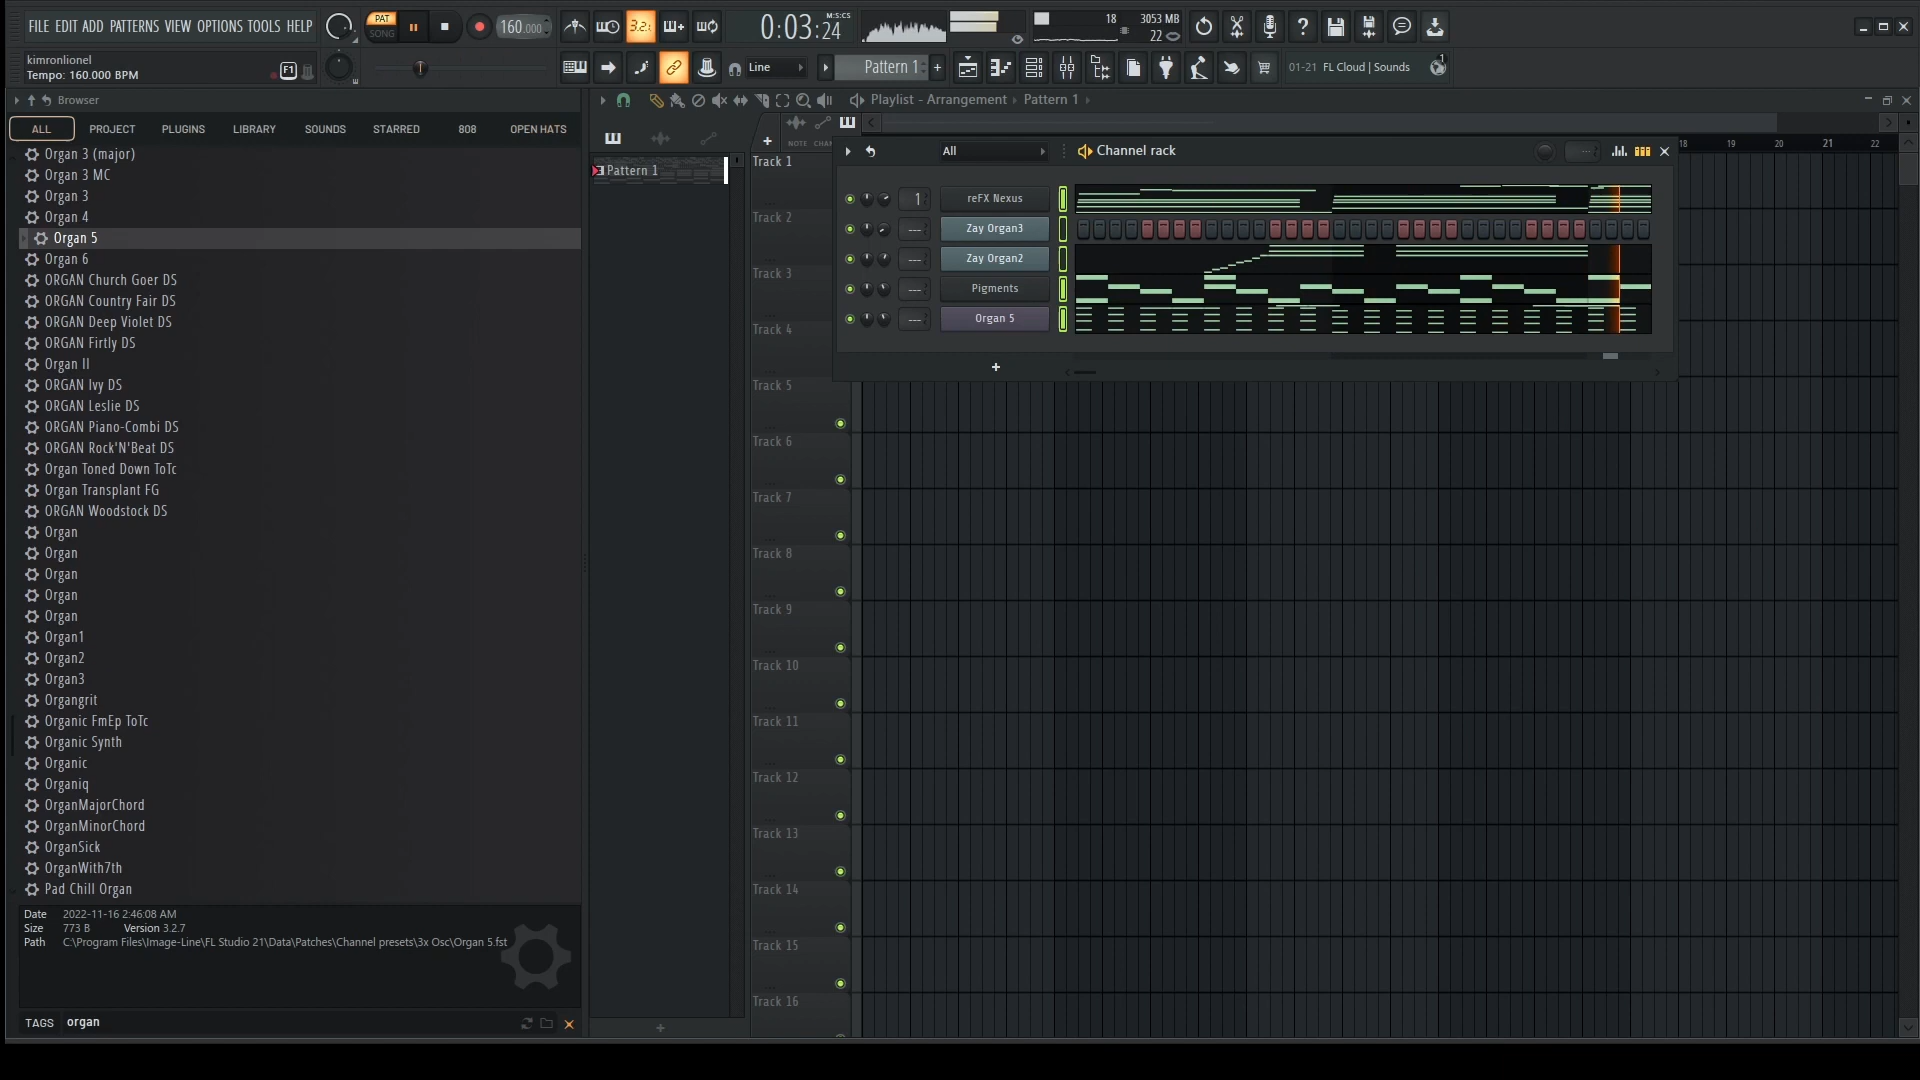 FILE EDIT ADD PATTERNS VIEW OPTIONS TOOLS HELP
PAT
SONG
160.000
3.2.
0:03:24
M:S:CS
18
3053 MB
22
kimronlionel
Tempo: 160.000 BPM
F1
Line
Pattern 1
+
01-21 FL Cloud | Sounds
1
Browser
Playlist - Arrangement
Pattern 1
ALL
PROJECT
PLUGINS
LIBRARY
SOUNDS
STARRED
808
OPEN HATS
NOTE
CHAN
18
19
20
21
22
Organ 3 (major)
Organ 3 MC
Organ 3
Organ 4
Organ 5
Organ 6
ORGAN Church Goer DS
ORGAN Country Fair DS
ORGAN Deep Violet DS
ORGAN Firtly DS
Organ II
ORGAN Ivy DS
ORGAN Leslie DS
ORGAN Piano-Combi DS
ORGAN Rock'N'Beat DS
Organ Toned Down ToTc
Organ Transplant FG
ORGAN Woodstock DS
Organ
Organ
Organ
Organ
Organ
Organ1
Organ2
Organ3
Organgrit
Organic FmEp ToTc
Organic Synth
Organic
Organiq
OrganMajorChord
OrganMinorChord
OrganSick
OrganWith7th
Pad Chill Organ
Date 2022-11-16 2:46:08 AM
Size 773 B Version 3.2.7
Path C:\Program Files\Image-Line\FL Studio 21\Data\Patches\Channel presets\3x Osc\Organ 5.fst
TAGS organ
Pattern 1
Track 1
Track 2
Track 3
Track 4
Track 5
Track 6
Track 7
Track 8
Track 9
Track 10
Track 11
Track 12
Track 13
Track 14
Track 15
Track 16
All
Channel rack
1
reFX Nexus
--- Zay Organ3
--- Zay Organ2
--- Pigments
--- Organ 5
+